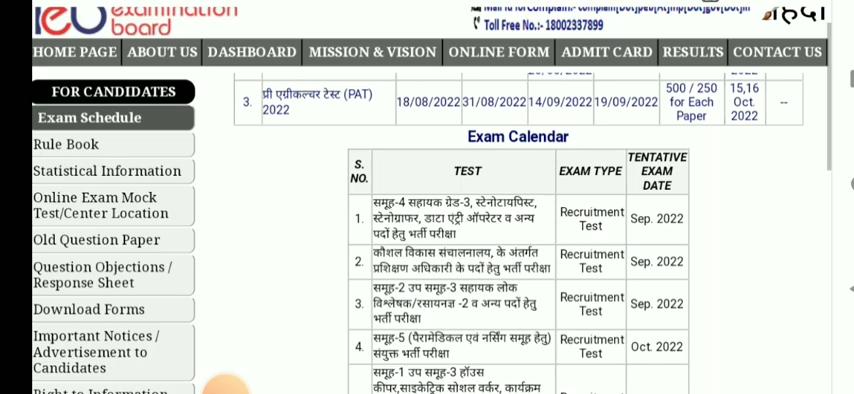 examination
board
Toll Free No.:- 18002337899
हिन्दी
HOME PAGE ABOUT US DASHBOARD MISSION & VISION ONLINE FORM ADMIT CARD RESULTS CONTACT US
FOR CANDIDATES
Exam Schedule
Rule Book
Statistical Information
Online Exam Mock
Test/Center Location
Old Question Paper
Question Objections /
Response Sheet
Download Forms
Important Notices /
Advertisement to
Candidates
Right to Information
3. प्री एग्रीकल्चर टेस्ट (PAT)
2022
18/08/2022 31/08/2022 14/09/2022 19/09/2022
500 / 250
for Each
Paper
15,16
Oct.
2022
--
Exam Calendar
S.
NO.
TEST
EXAM TYPE
TENTATIVE
EXAM
DATE
1.
समूह-4 सहायक ग्रेड-3, स्टेनोटायपिस्ट,
स्टेनोग्राफर, डाटा एंट्री ऑपरेटर व अन्य
पदों हेतु भर्ती परीक्षा
Recruitment
Test
Sep. 2022
2.
कौशल विकास संचालनालय, के अंतर्गत
प्रशिक्षण अधिकारी के पदों हेतु भर्ती परीक्षा
Recruitment
Test
Sep. 2022
3.
समूह-2 उप समूह-3 सहायक लोक
विश्लेषक/रसायनज्ञ -2 व अन्य पदों हेतु
भर्ती परीक्षा
Recruitment
Test
Sep. 2022
4.
समूह-5 (पैरामेडिकल एवं नर्सिंग समूह हेतु)
संयुक्त भर्ती परीक्षा
Recruitment
Test
Oct. 2022
समूह-1 उप समूह-3 हॉउस
कीपर,साइकेट्रिक सोशल वर्कर, कार्यक्रम